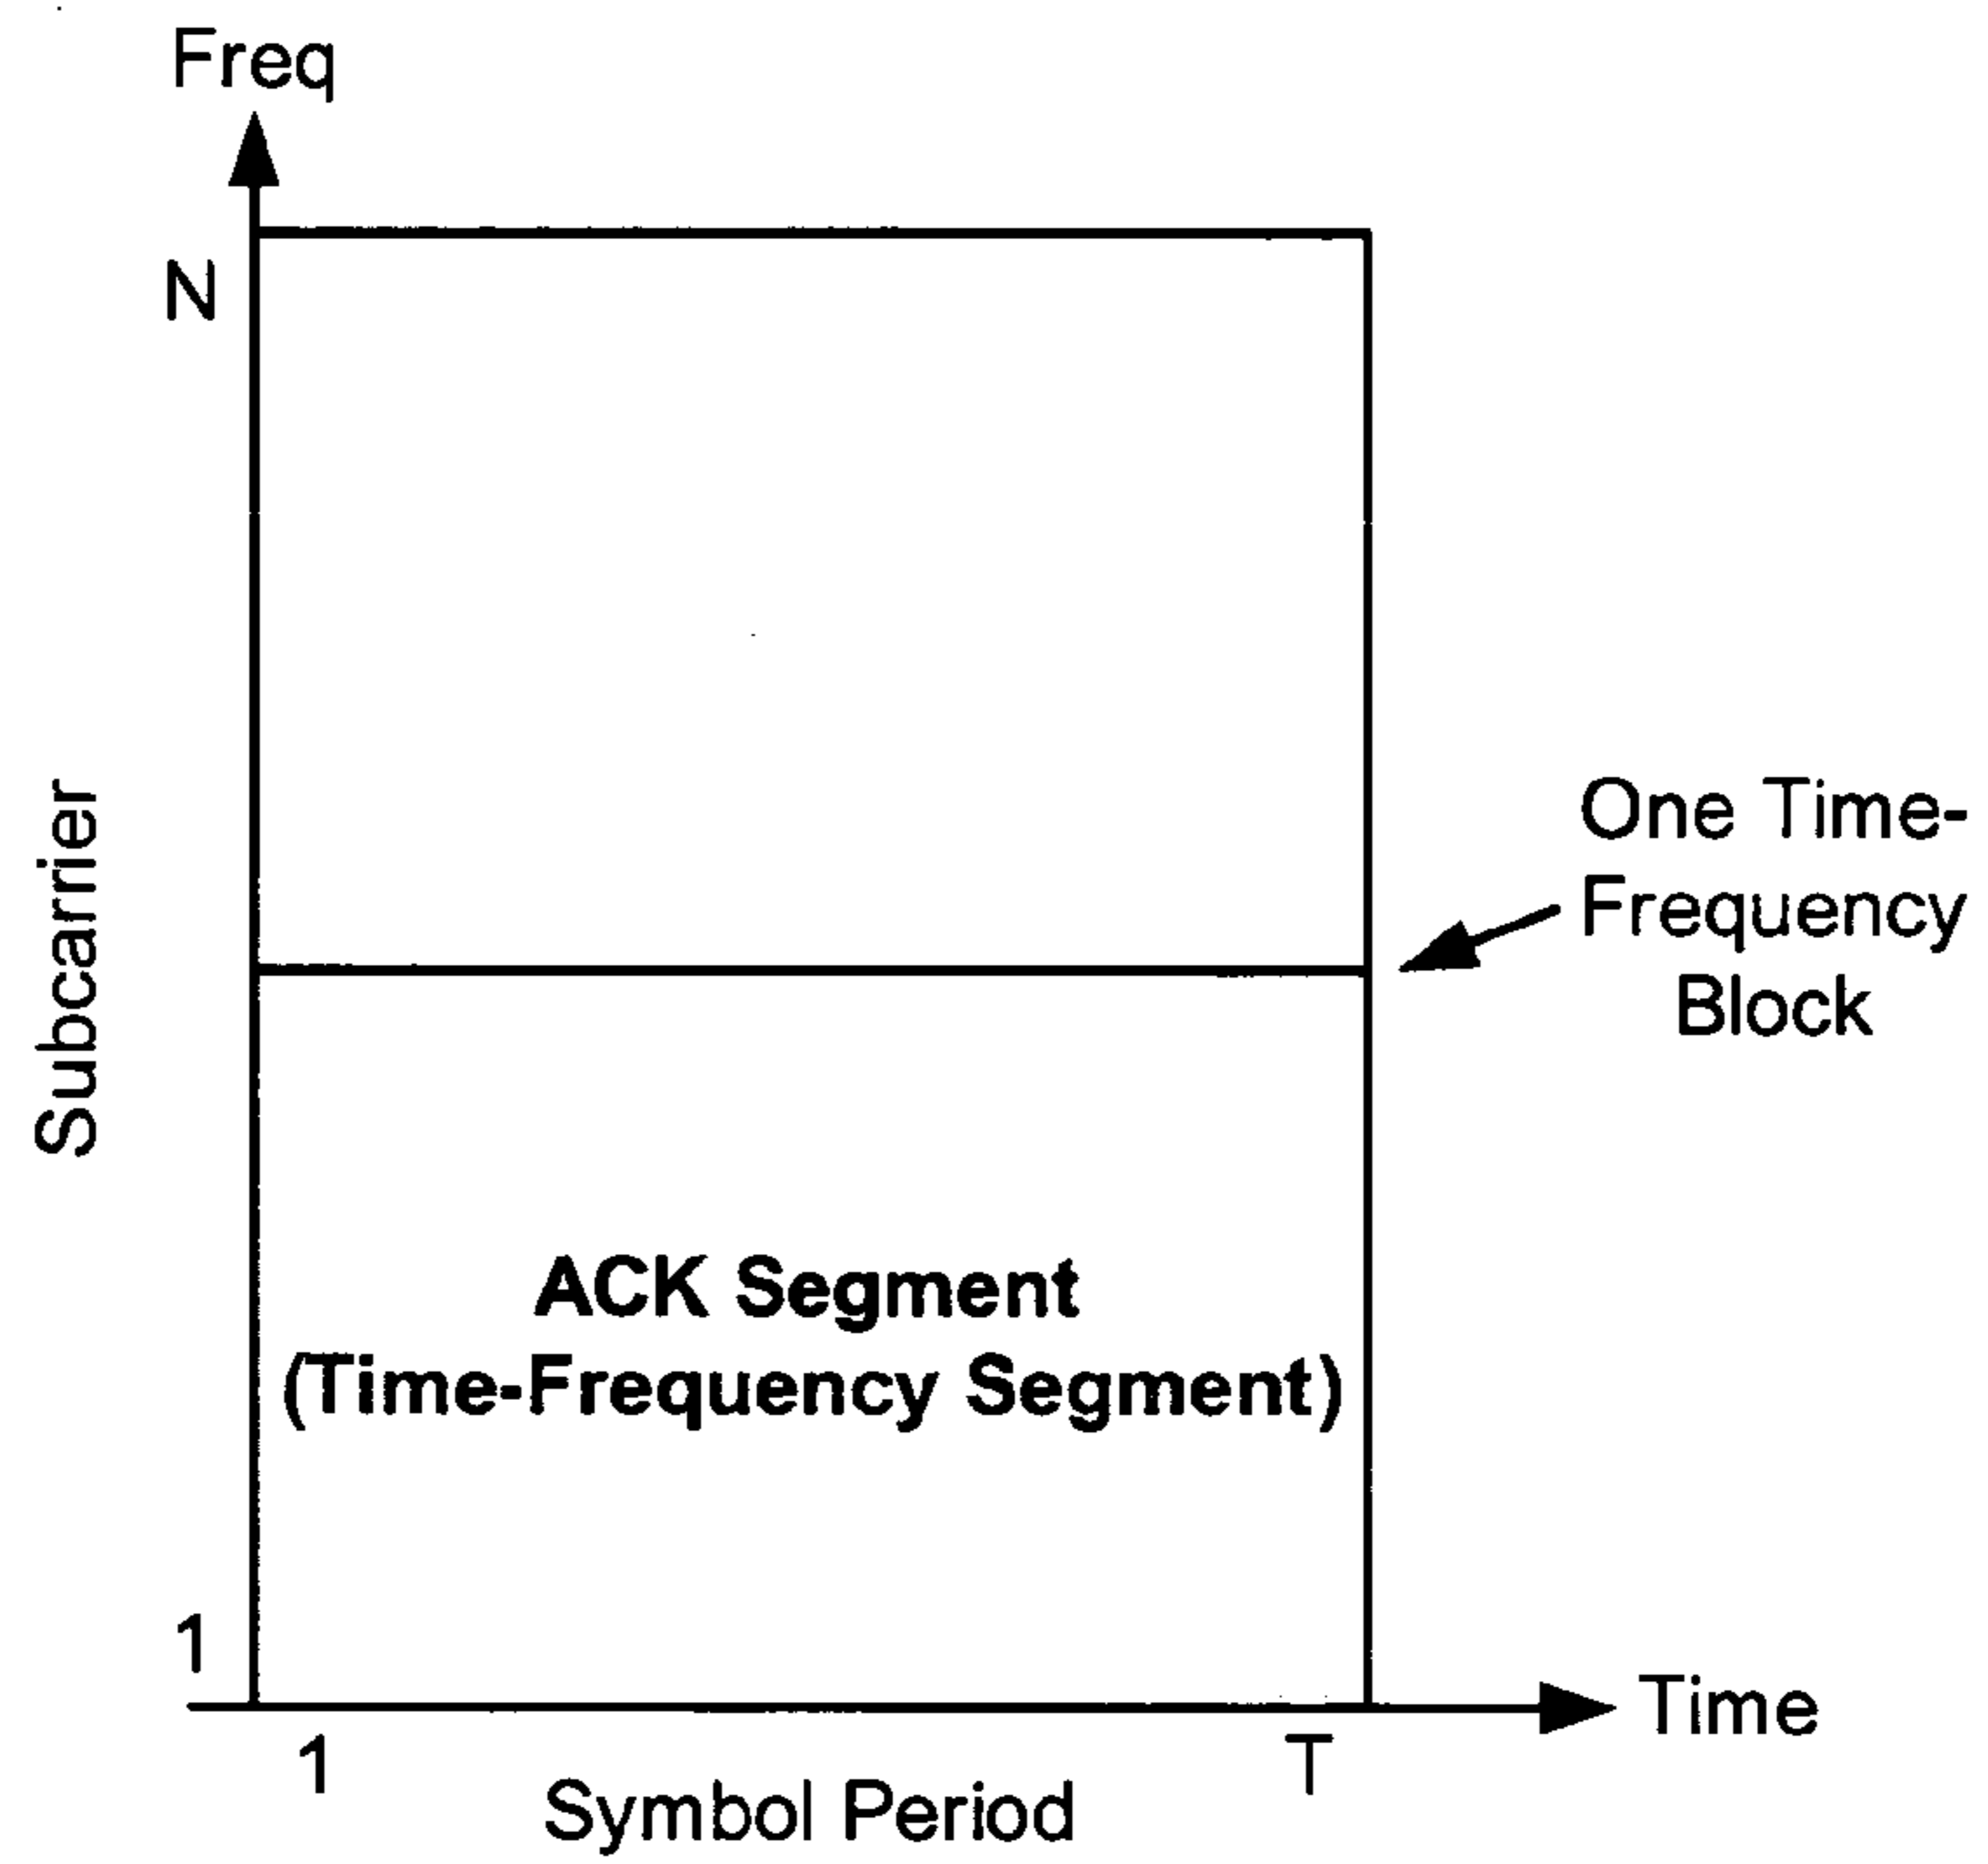 Freq
N
Subcarrier
One Time-
Frequency
Block
ACK Segment
(Time-Frequency Segment)
1
Time
1
T
Symbol Period